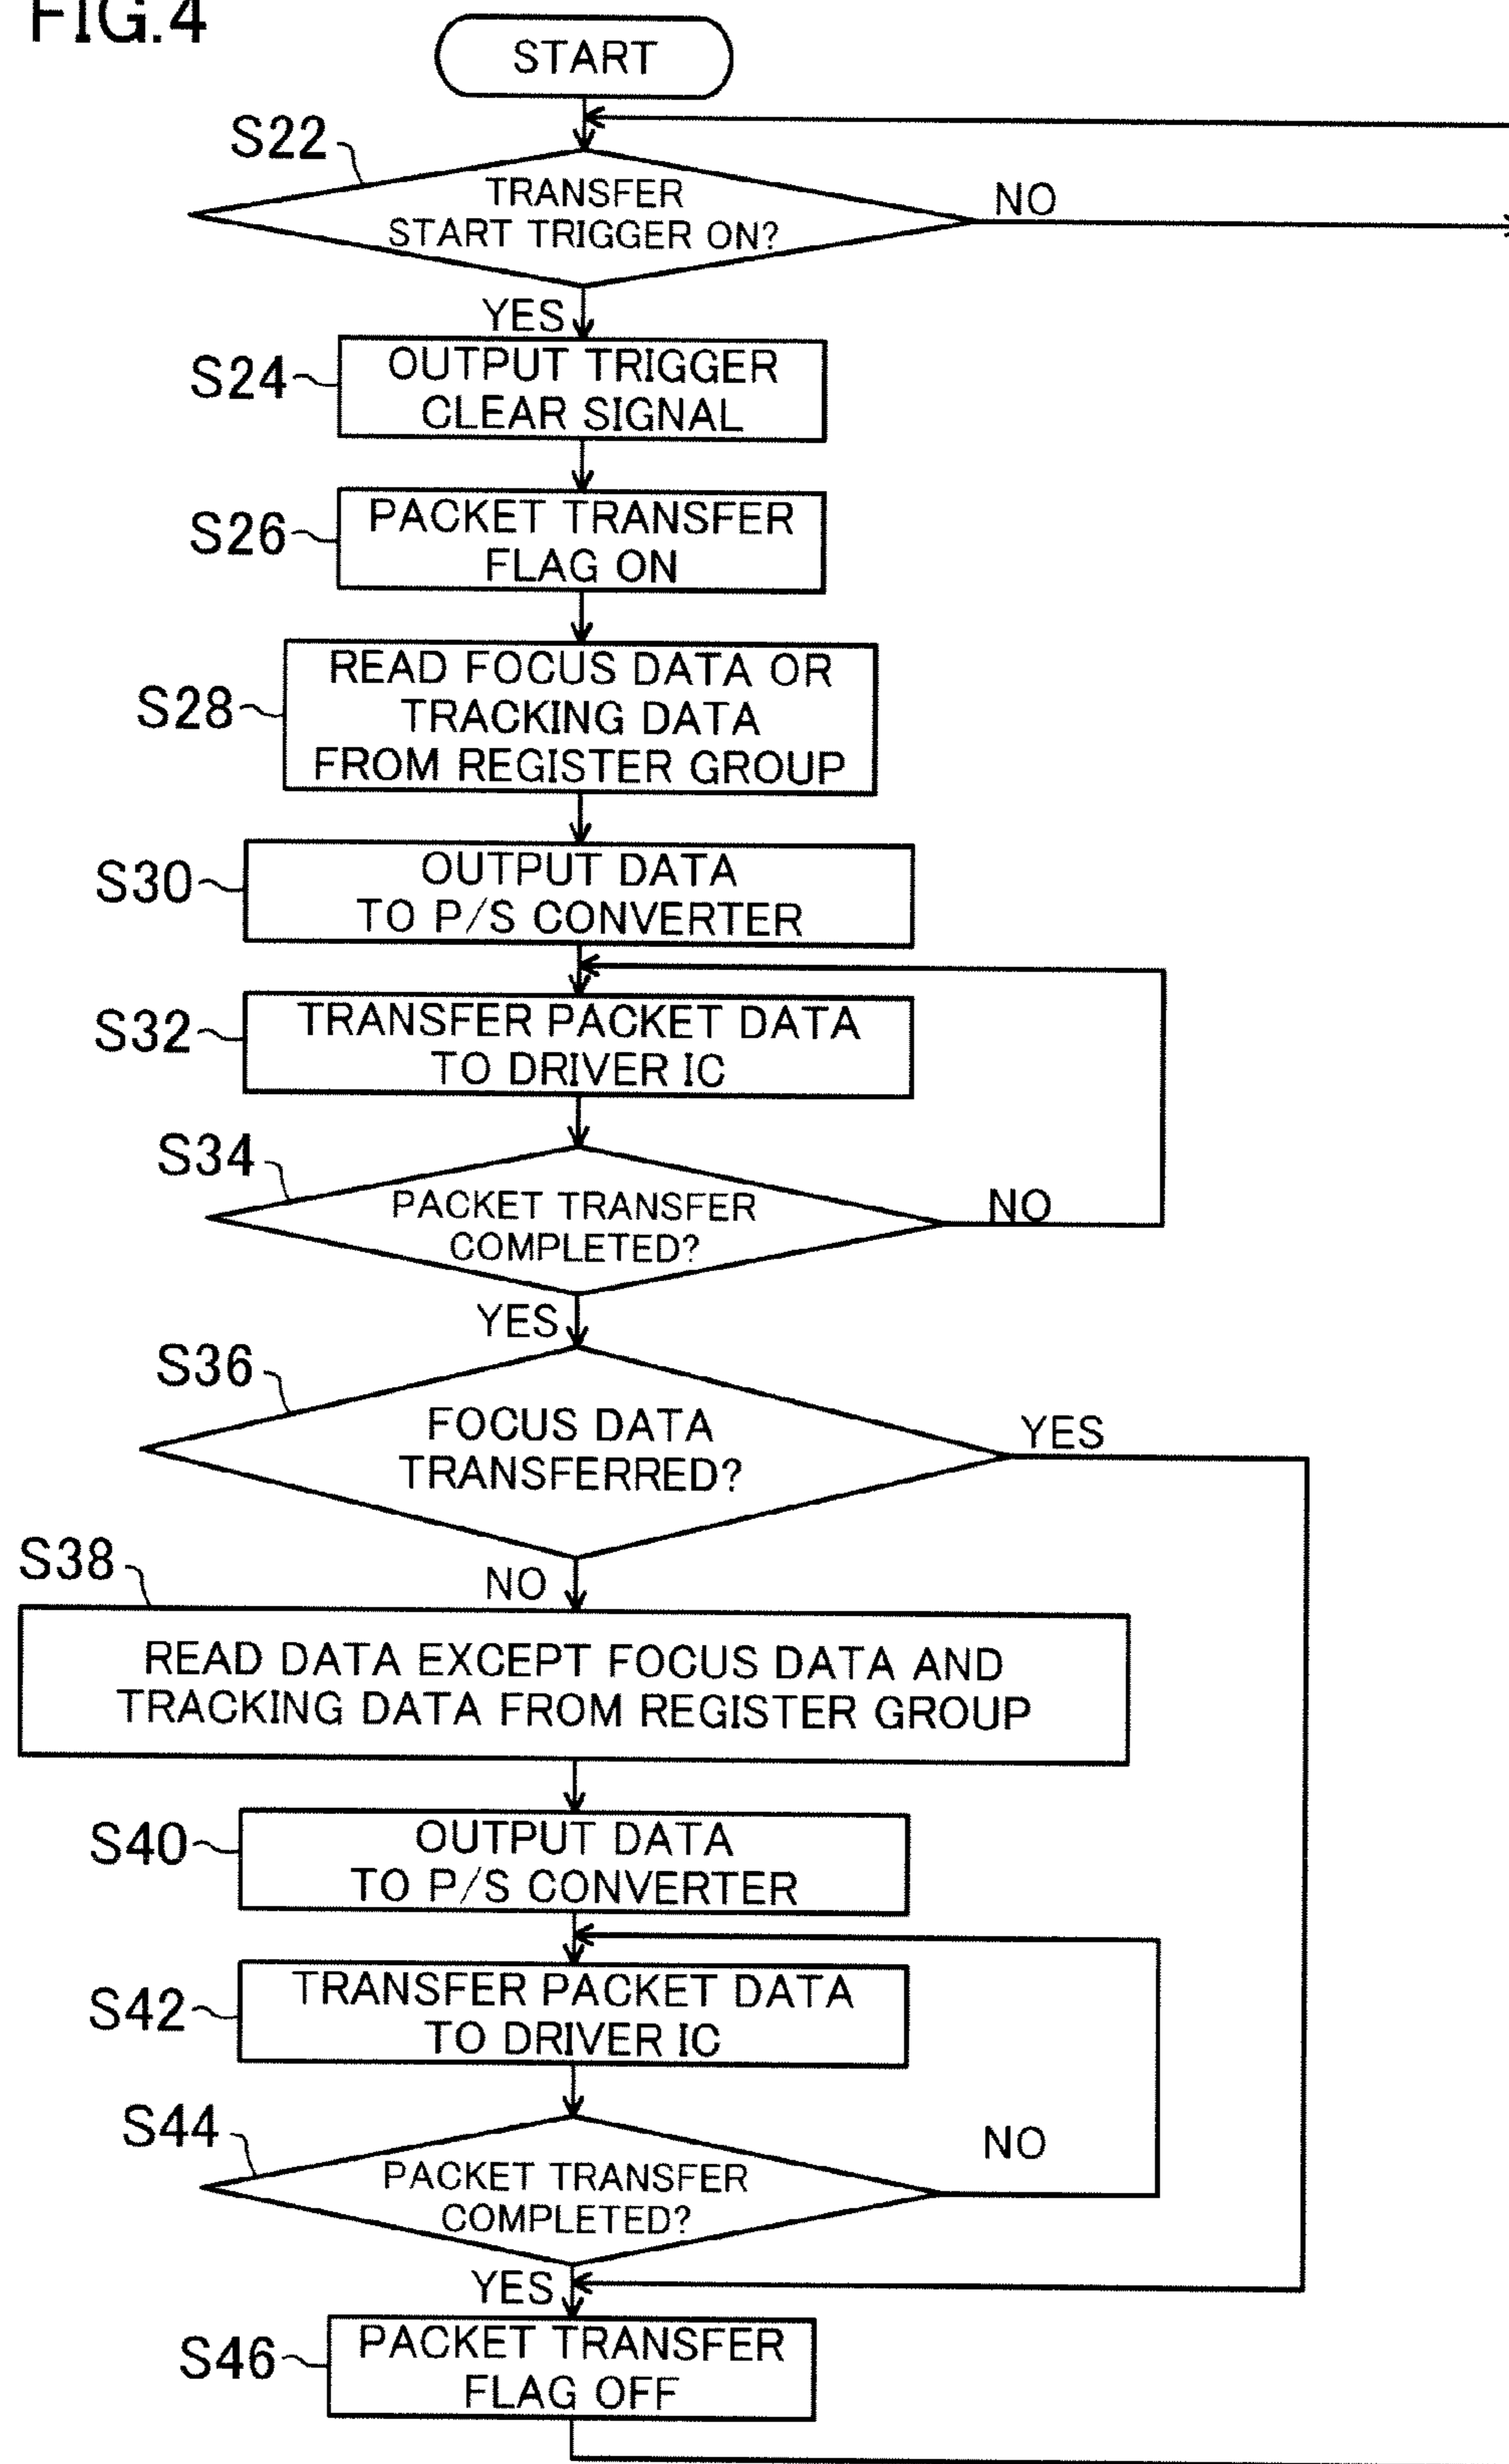 FIG.4
START
S22
TRANSFER
START TRIGGER ON?
NO
YES
S24
OUTPUT TRIGGER
CLEAR SIGNAL
S26
PACKET TRANSFER
FLAG ON
S28
READ FOCUS DATA OR
TRACKING DATA
FROM REGISTER GROUP
S30
OUTPUT DATA
TO P/S CONVERTER
S32
TRANSFER PACKET DATA
TO DRIVER IC
S34
PACKET TRANSFER
COMPLETED?
NO
YES
S36
FOCUS DATA
TRANSFERRED?
YES
NO
S38
READ DATA EXCEPT FOCUS DATA AND
TRACKING DATA FROM REGISTER GROUP
S40
OUTPUT DATA
TO P/S CONVERTER
S42
TRANSFER PACKET DATA
TO DRIVER IC
S44
PACKET TRANSFER
COMPLETED?
NO
YES
S46
PACKET TRANSFER
FLAG OFF